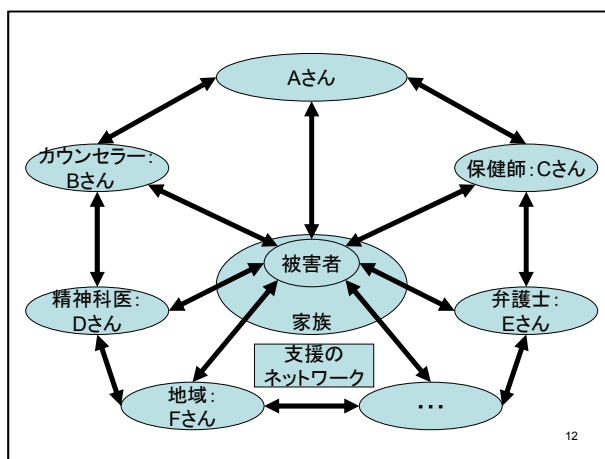 Aさん
カウンセラー：
Bさん
保健師：Cさん
被害者
家族
精神科医：
Dさん
弁護士：
Eさん
支援の
ネットワーク
地域：
Fさん
･･･
12